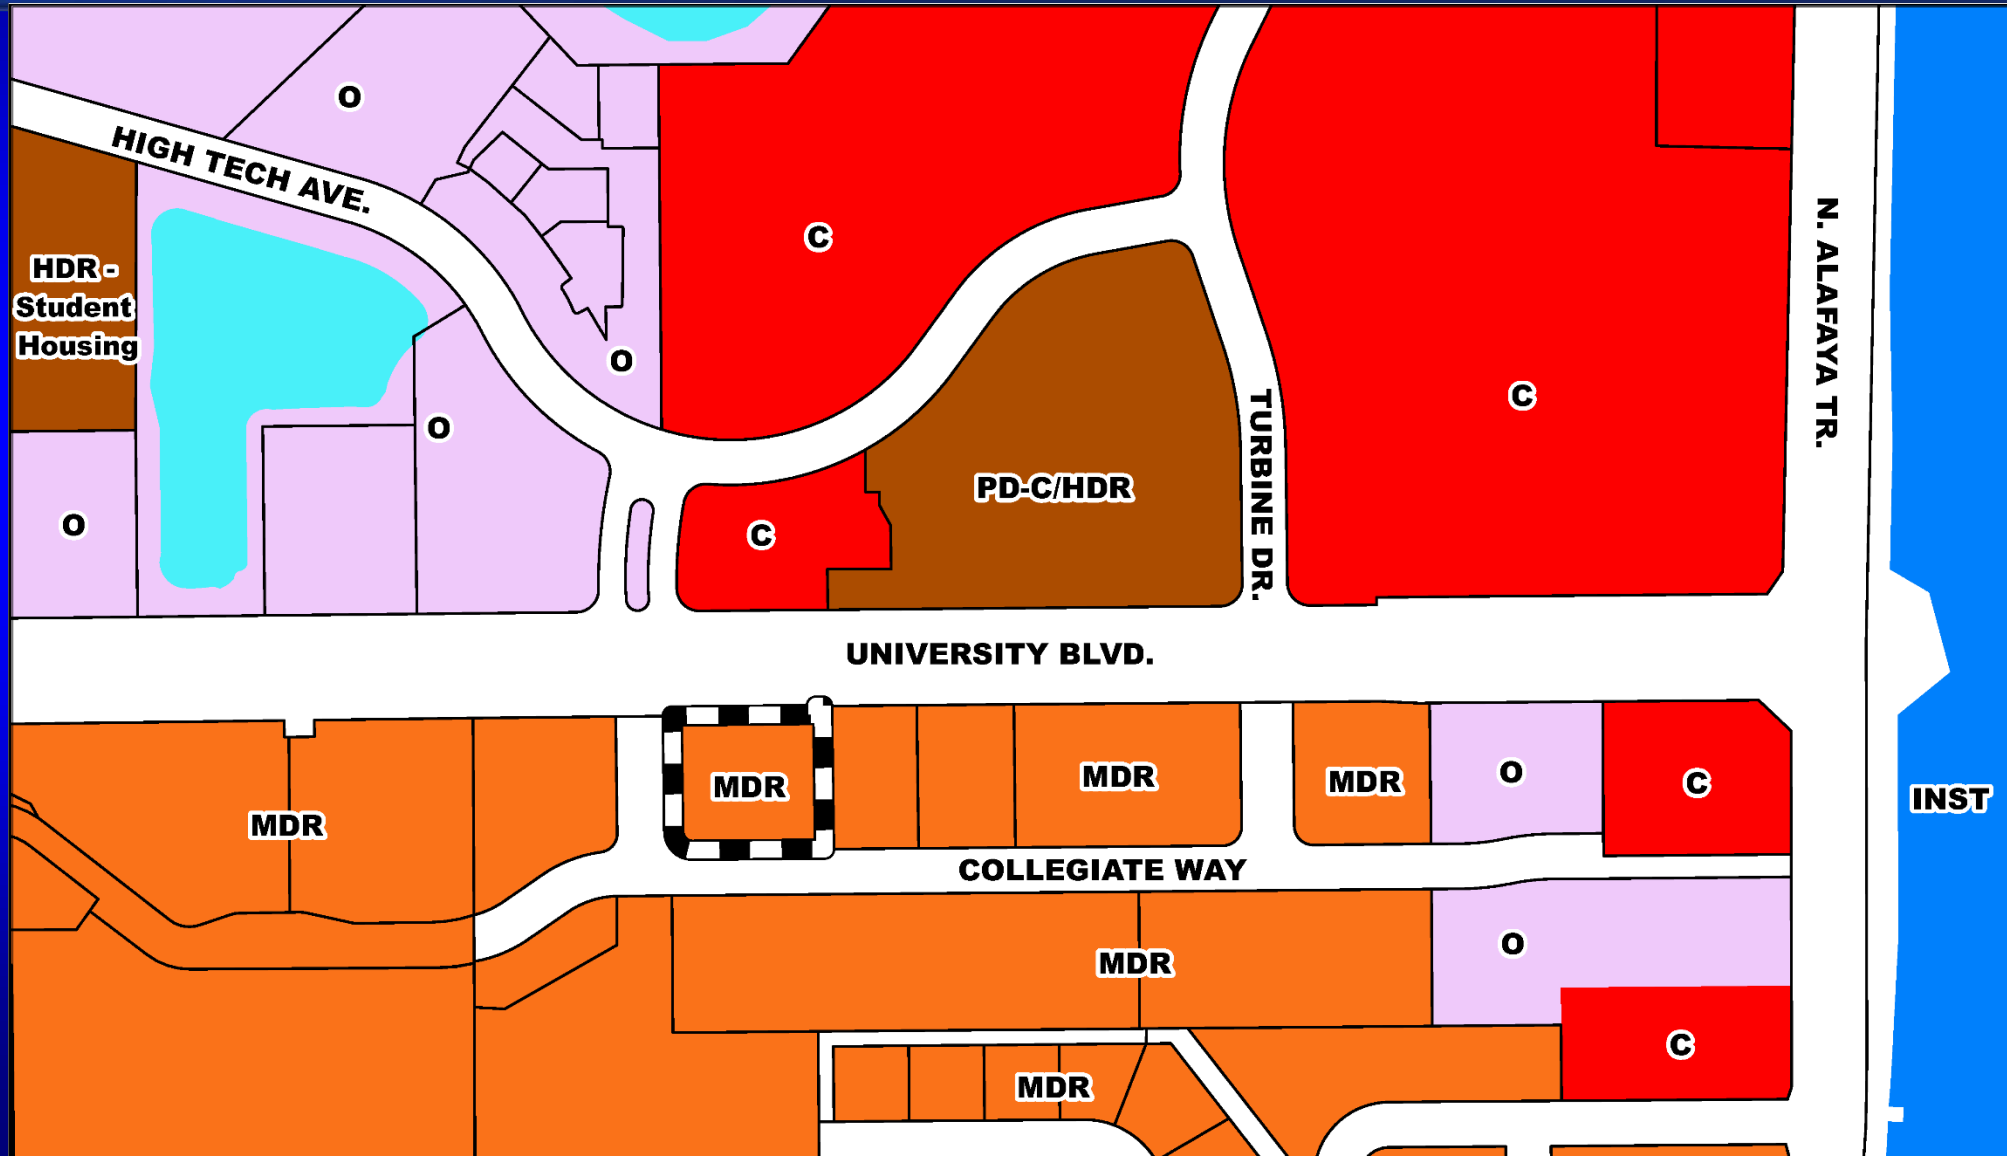 O
HIGH TECH AVE.
C
N. ALAFAYA TR.
HDR -
Student
Housing
O
C
O
PD-C/HDR
TURBINE DR.
O
C
UNIVERSITY BLVD.
MDR
MDR
MDR
O
C
INST
MDR
COLLEGIATE WAY
O
MDR
C
MDR